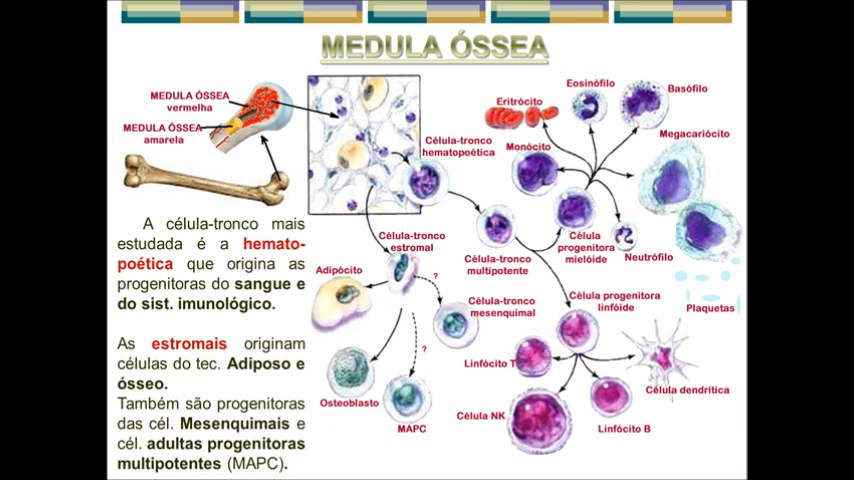 MEDULA ÓSSEA
MEDULA ÓSSEA
vermelha
MEDULA ÓSSEA
amarela
A célula-tronco mais
estudada é a hemato-
poética que origina as
progenitoras do sangue e
do sist. imunológico.
As estromais originam
células do tec. Adiposo e
ósseo.
Também são progenitoras
das cél. Mesenquimais e
cél. adultas progenitoras
multipotentes (MAPC).
Célula-tronco
hematopoética
Célula-tronco
estromal
Adipócito
?
Célula-tronco
mesenquimal
?
Osteoblasto
MAPC
Célula-tronco
multipotente
Eritrócito
Eosinófilo
Basófilo
Monócito
Megacariócito
Célula
progenitora
mielóide
Neutrófilo
Plaquetas
Célula progenitora
linfóide
Linfócito T
Célula dendrítica
Célula NK
Linfócito B